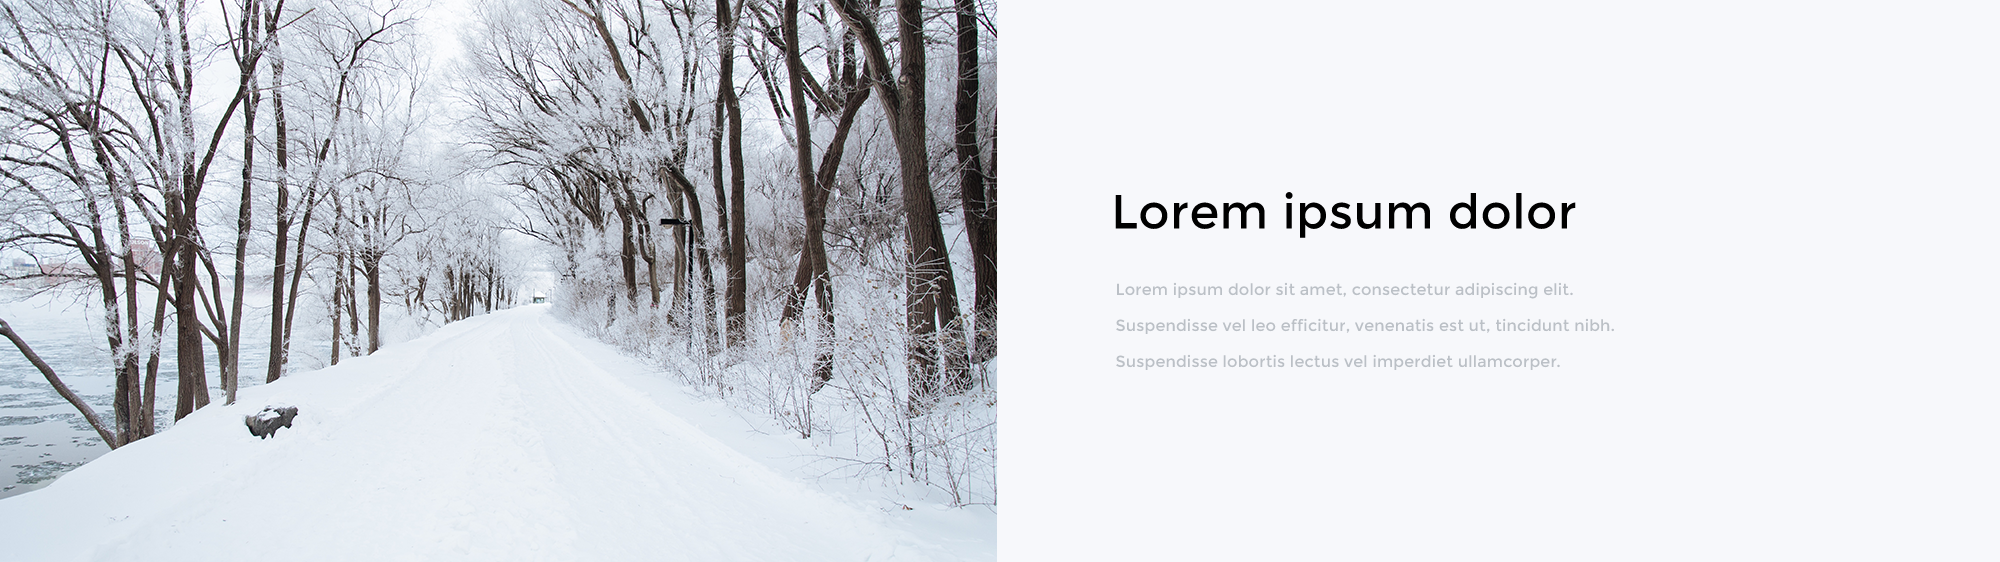 Lorem ipsum dolor
Lorem ipsum dolor sit amet, consectetur adipiscing elit.
Suspendisse vel leo efficitur, venenatis est ut, tincidunt nibh.
Suspendisse lobortis lectus vel imperdiet ullamcorper.